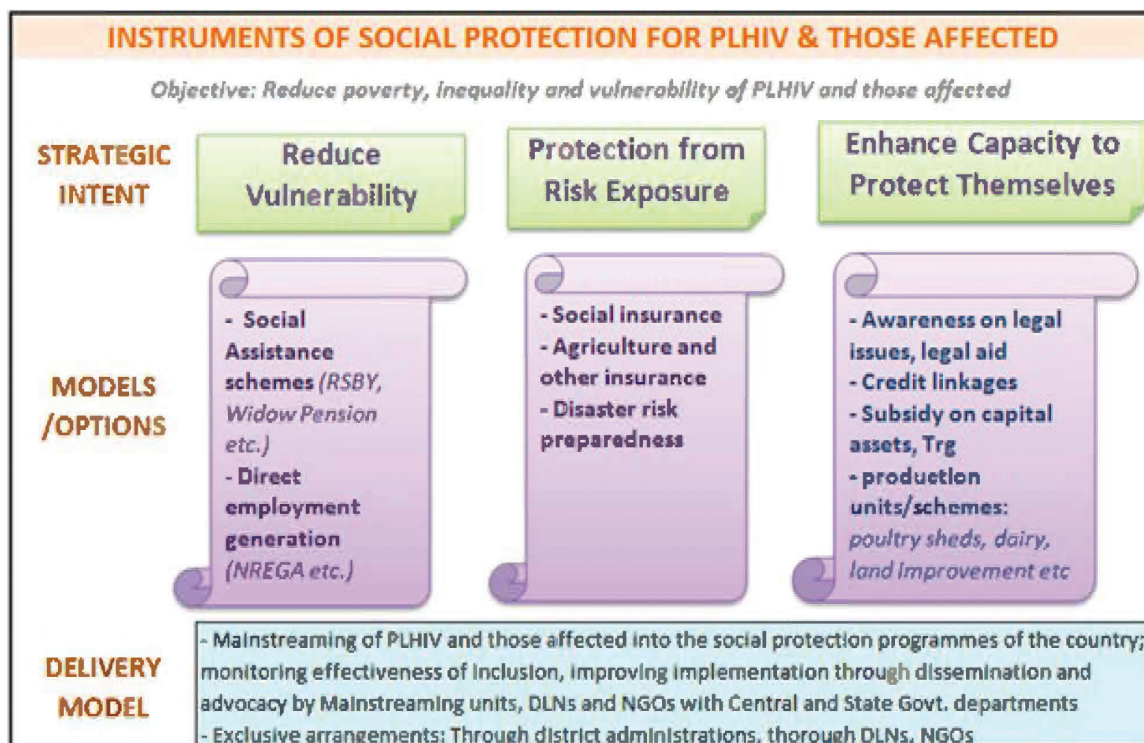 INSTRUMENTS OF SOCIAL PROTECTION FOR PLHIV & THOSE AFFECTED
Objective: Reduce poverty, inequality and vulnerability of PLHIV and those affected
STRATEGIC
INTENT
Reduce
Vulnerability
Protection from
Risk Exposure
Enhance Capacity to
Protect Themselves
MODELS
/OPTIONS
- Social
Assistance
schemes (RSBY,
Widow Pension
etc.)
- Direct
employment
generation
(NREGA etc.)
- Social insurance
- Agriculture and
other insurance
- Disaster risk
preparedness
- Awareness on legal
issues, legal aid
- Credit linkages
- Subsidy on capital
assets, Trg
- production
units/schemes:
poultry sheds, dairy,
land improvement etc
DELIVERY
MODEL
- Mainstreaming of PLHIV and those affected into the social protection programmes of the country;
monitoring effectiveness of inclusion, improving implementation through dissemination and
advocacy by Mainstreaming units, DLNs and NGOs with Central and State Govt. departments
- Exclusive arrangements: Through district administrations, thorough DLNs, NGOs